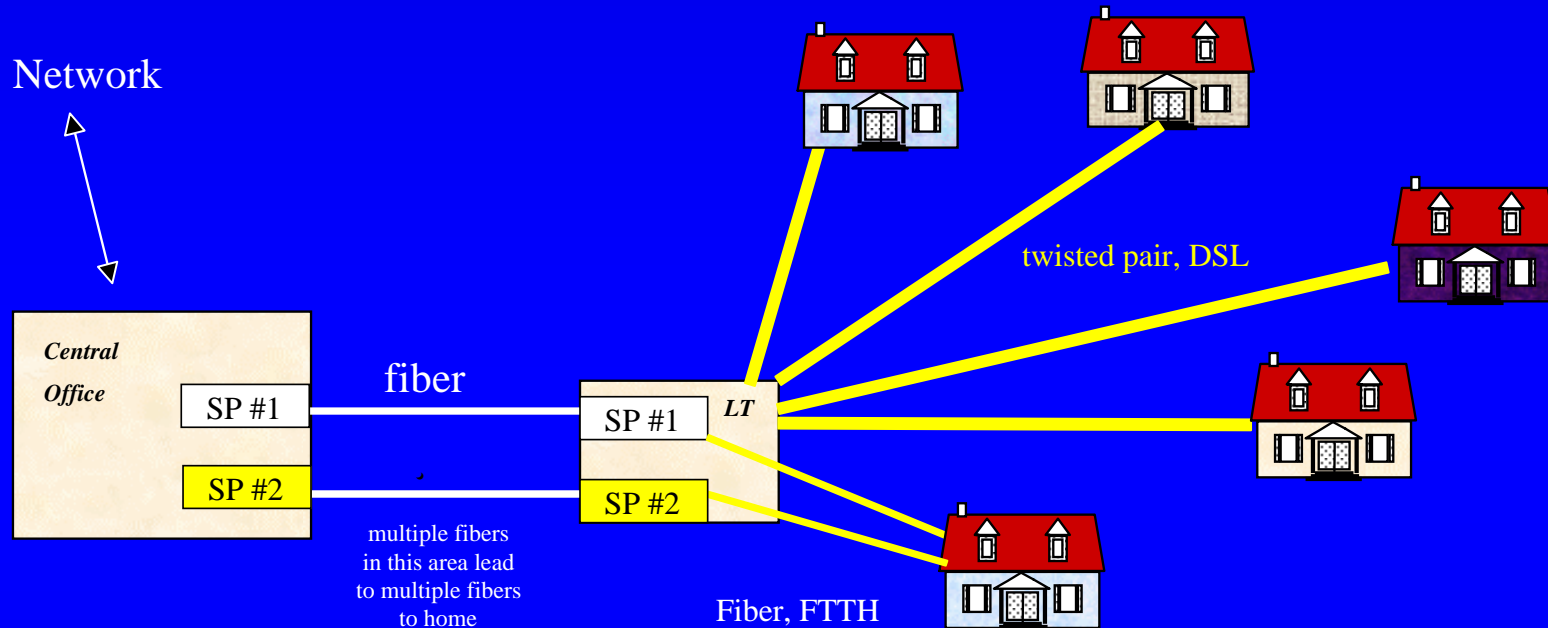 Network
twisted pair, DSL
Central
Office
fiber
SP #1
SP #1
LT
SP #2
SP #2
multiple fibers
in this area lead
to multiple fibers
to home
Fiber, FTTH